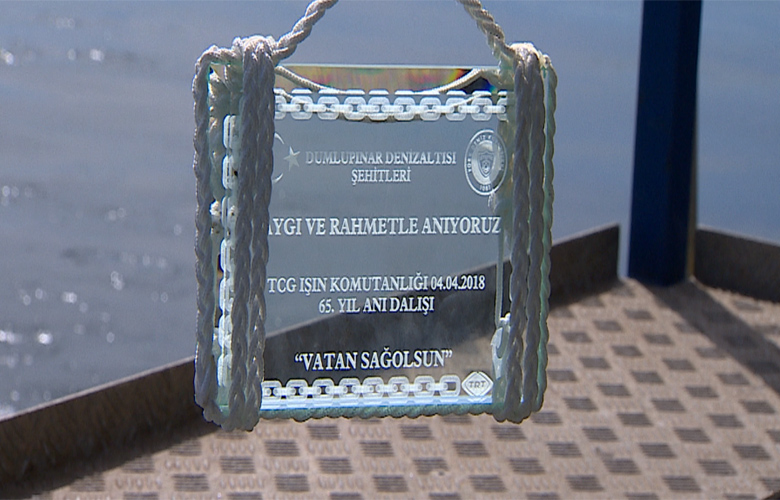 DUMLUPINAR DENİZALTISI
ŞEHİTLERİ
AYGI VE RAHMETLE ANIYORUZ
TCG IŞIN KOMUTANLIĞI 04.04.2018
65. YIL ANI DALIŞI
“VATAN SAĞOLSUN”
TRT